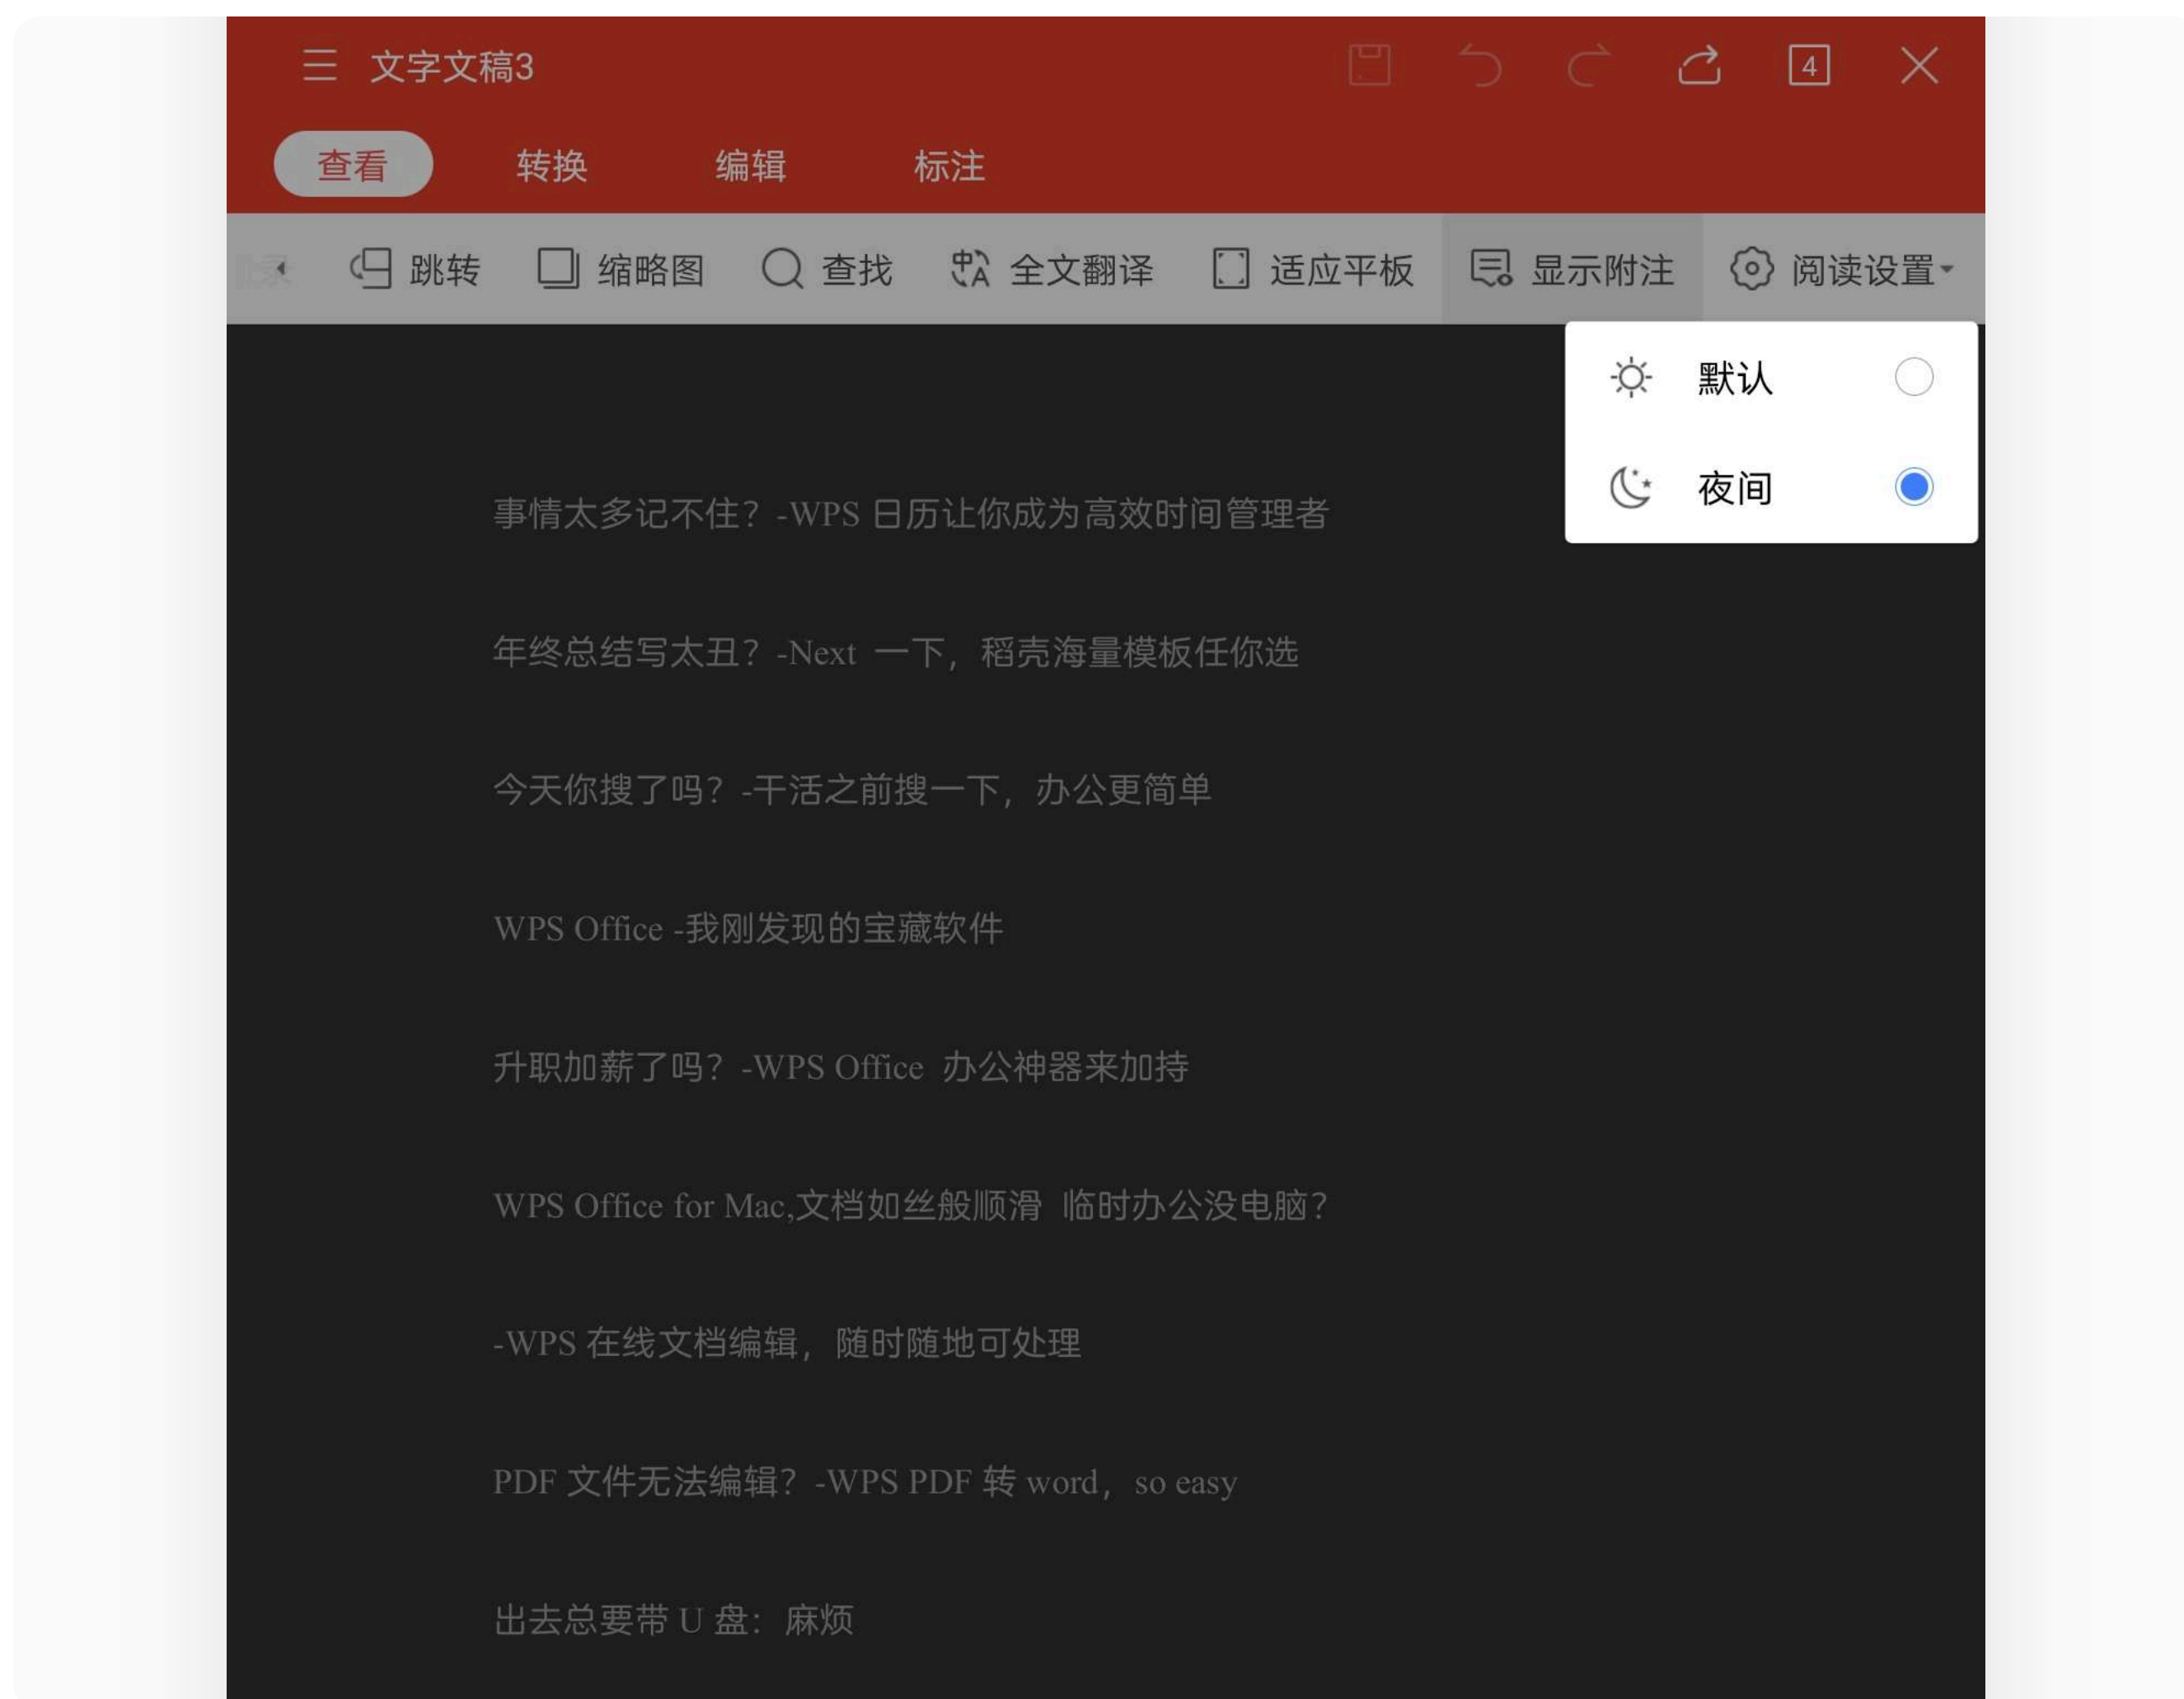 文字文稿3
4
查看 转换 编辑 标注
跳转 缩略图 查找 全文翻译 适应平板 显示附注 阅读设置
默认
夜间
事情太多记不住？-WPS 日历让你成为高效时间管理者
年终总结写太丑？-Next 一下，稻壳海量模板任你选
今天你搜了吗？-干活之前搜一下，办公更简单
WPS Office -我刚发现的宝藏软件
升职加薪了吗？-WPS Office 办公神器来加持
WPS Office for Mac,文档如丝般顺滑 临时办公没电脑？
-WPS 在线文档编辑，随时随地可处理
PDF 文件无法编辑？-WPS PDF 转 word，so easy
出去总要带 U 盘：麻烦